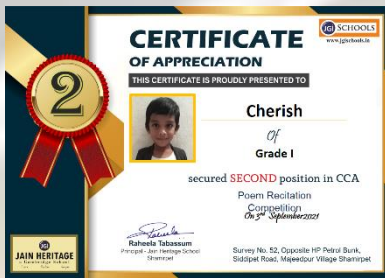 CERTIFICATE
OF APPRECIATION
THIS CERTIFICATE IS PROUDLY PRESENTED TO
JGI SCHOOLS
www.jgischools.in
2
Cherish
Of
Grade I
secured SECOND position in CCA
Poem Recitation
Competition
On 3rd September2021
Raheela Tabassum
Principal - Jain Heritage School
Shamirpet
Survey No. 52, Opposite HP Petrol Bunk,
Siddipet Road, Majeedpur Village Shamirpet
JGI
JAIN HERITAGE